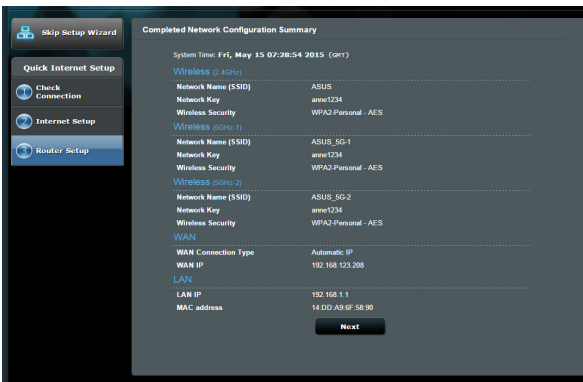 Skip Setup Wizard
Quick Internet Setup
1 Check Connection
2 Internet Setup
3 Router Setup
Completed Network Configuration Summary
System Time: Fri, May 15 07:28:54 2015 (GMT)
Wireless (2.4GHz)
Network Name (SSID) ASUS
Network Key anne1234
Wireless Security WPA2-Personal - AES
Wireless (5GHz-1)
Network Name (SSID) ASUS_5G-1
Network Key anne1234
Wireless Security WPA2-Personal - AES
Wireless (5GHz-2)
Network Name (SSID) ASUS_5G-2
Network Key anne1234
Wireless Security WPA2-Personal - AES
WAN
WAN Connection Type Automatic IP
WAN IP 192.168.123.208
LAN
LAN IP 192.168.1.1
MAC address 14:DD:A9:6F:58:90
Next